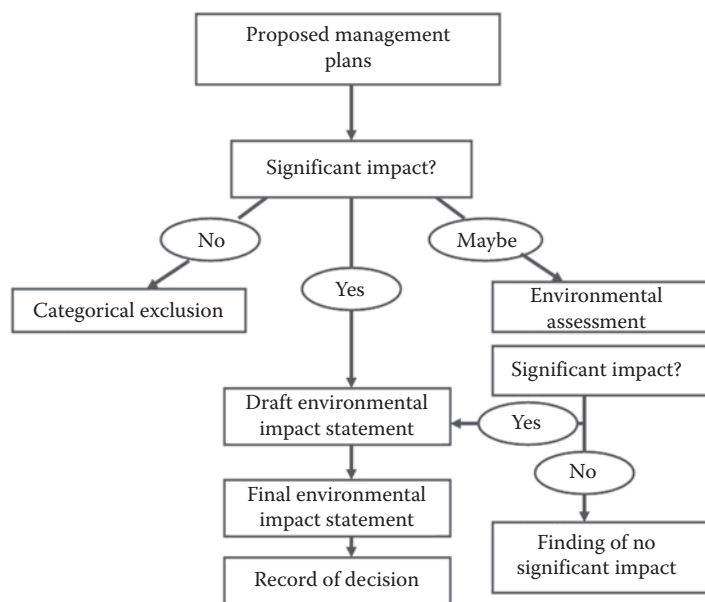 Proposed management
plans
Significant impact?
No
Maybe
Yes
Categorical exclusion
Environmental
assessment
Significant impact?
Draft environmental
impact statement
Yes
No
Final environmental
impact statement
Finding of no
significant impact
Record of decision